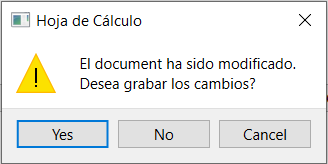 Hoja de Cálculo
El document ha sido modificado.
Desea grabar los cambios?
Yes No Cancel